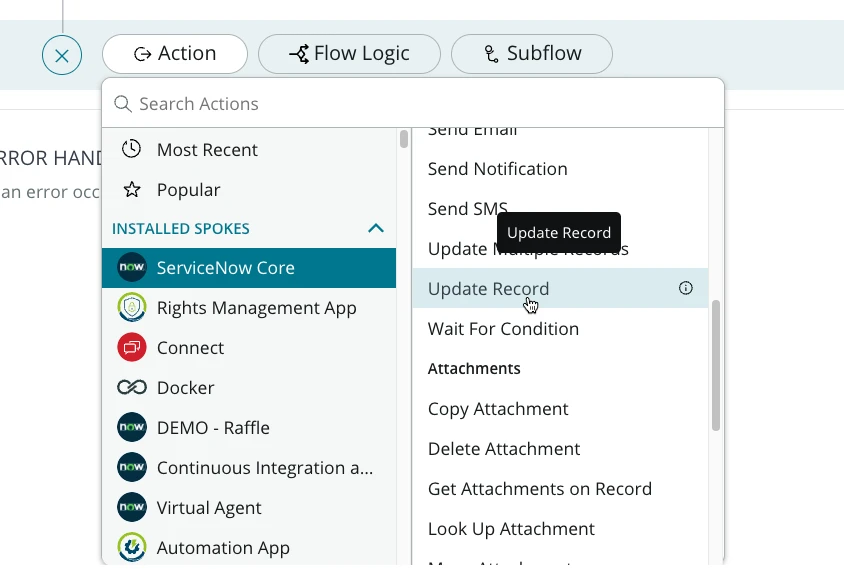 Action
Flow Logic
Subflow
Search Actions
RROR HAND
an error occ
Most Recent
Popular
INSTALLED SPOKES
now
ServiceNow Core
Rights Management App
Connect
Docker
now
DEMO - Raffle
now
Continuous Integration a...
now
Virtual Agent
Automation App
Send Email
Send Notification
Send SMS
Update Record
Update Multiple Records
Update Record
Wait For Condition
Attachments
Copy Attachment
Delete Attachment
Get Attachments on Record
Look Up Attachment